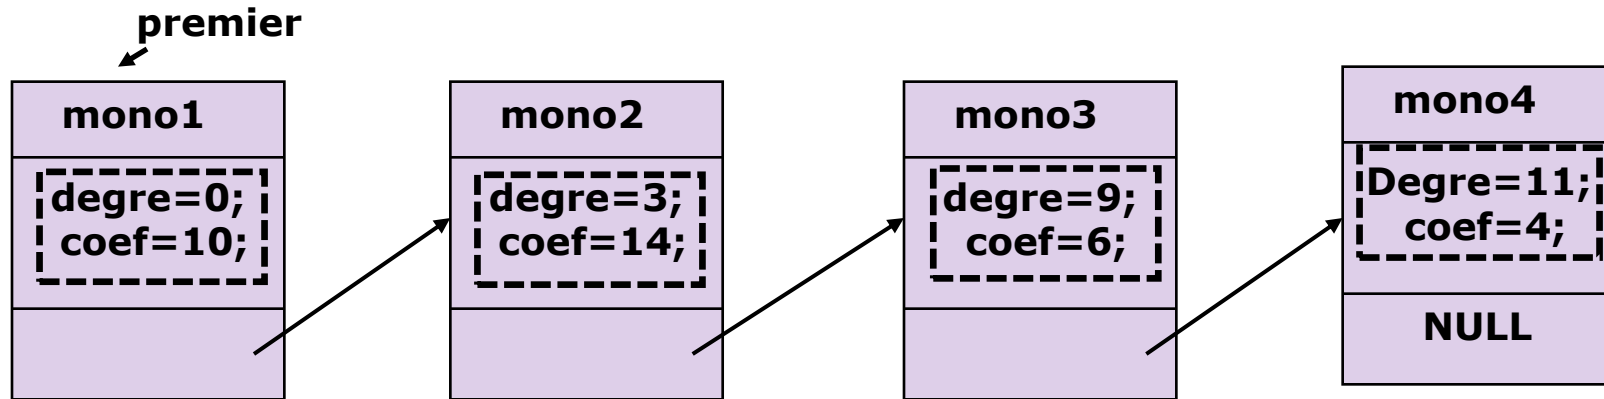 premier
mono1
degre=0;
coef=10;
mono2
degre=3;
coef=14;
mono3
degre=9;
coef=6;
mono4
Degre=11;
coef=4;
NULL